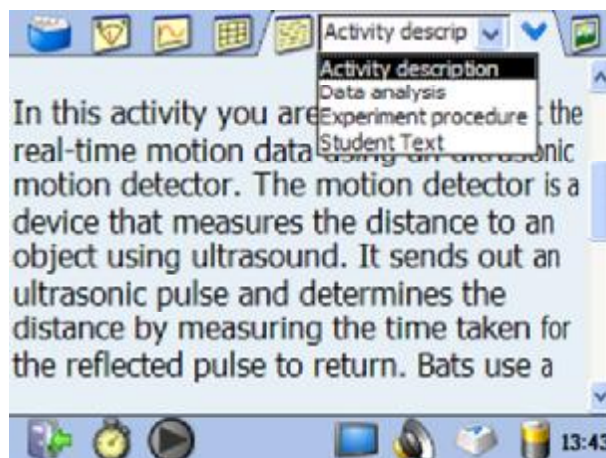 Activity descrip
Activity description
Data analysis
Experiment procedure
Student Text
In this activity you are the
real-time motion data using an ultrasonic
motion detector. The motion detector is a
device that measures the distance to an
object using ultrasound. It sends out an
ultrasonic pulse and determines the
distance by measuring the time taken for
the reflected pulse to return. Bats use a
13:43